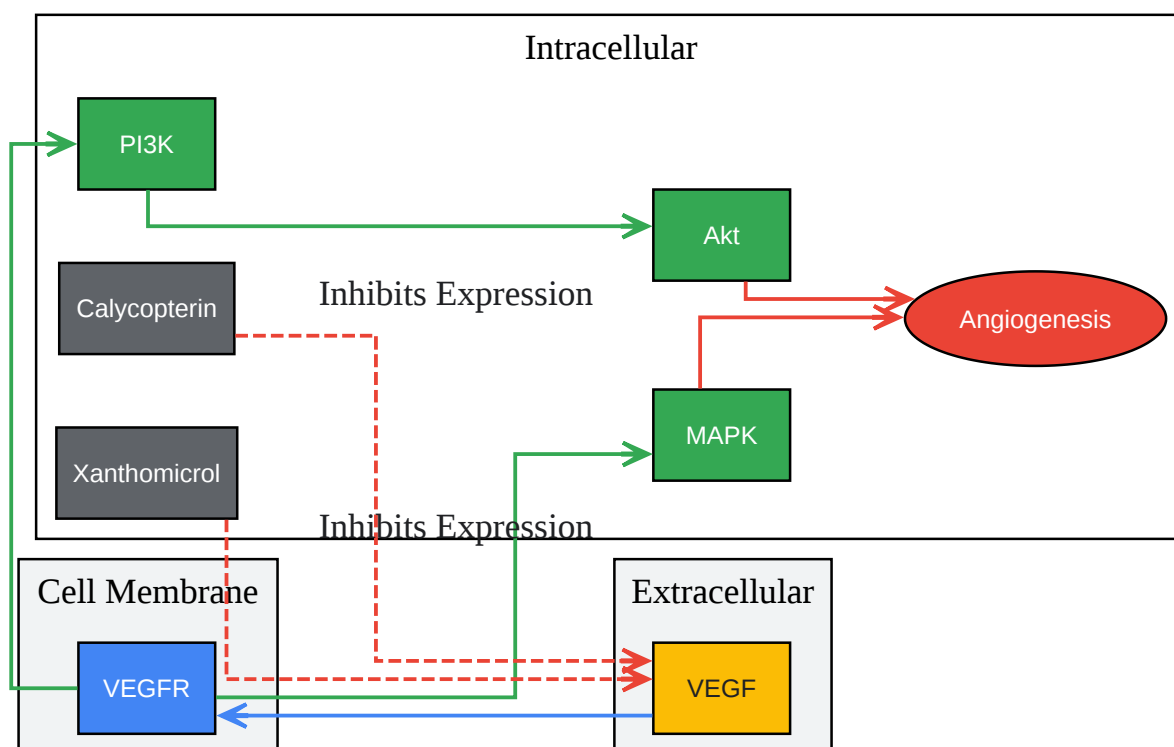 Intracellular
PI3K
Akt
Calycopterin
Inhibits Expression
Angiogenesis
MAPK
Xanthomicrol
Inhibits Expression
Cell Membrane
Extracellular
VEGFR
VEGF